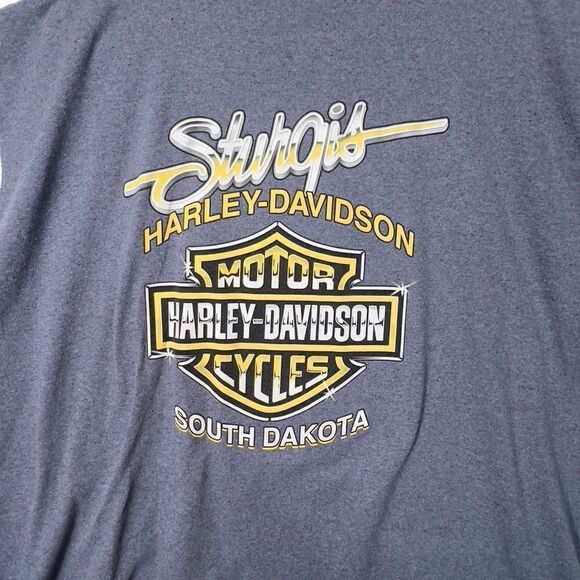 Sturgis
HARLEY-DAVIDSON
MOTOR
HARLEY-DAVIDSON
CYCLES
SOUTH DAKOTA